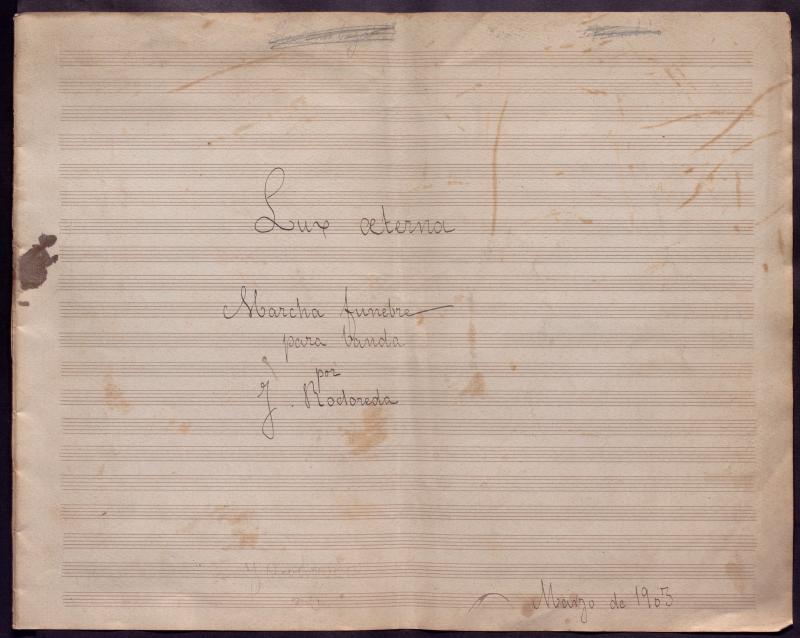 Lux æterna
Marcha funebre
para banda
por
J. Rodoreda
Marzo de 1905